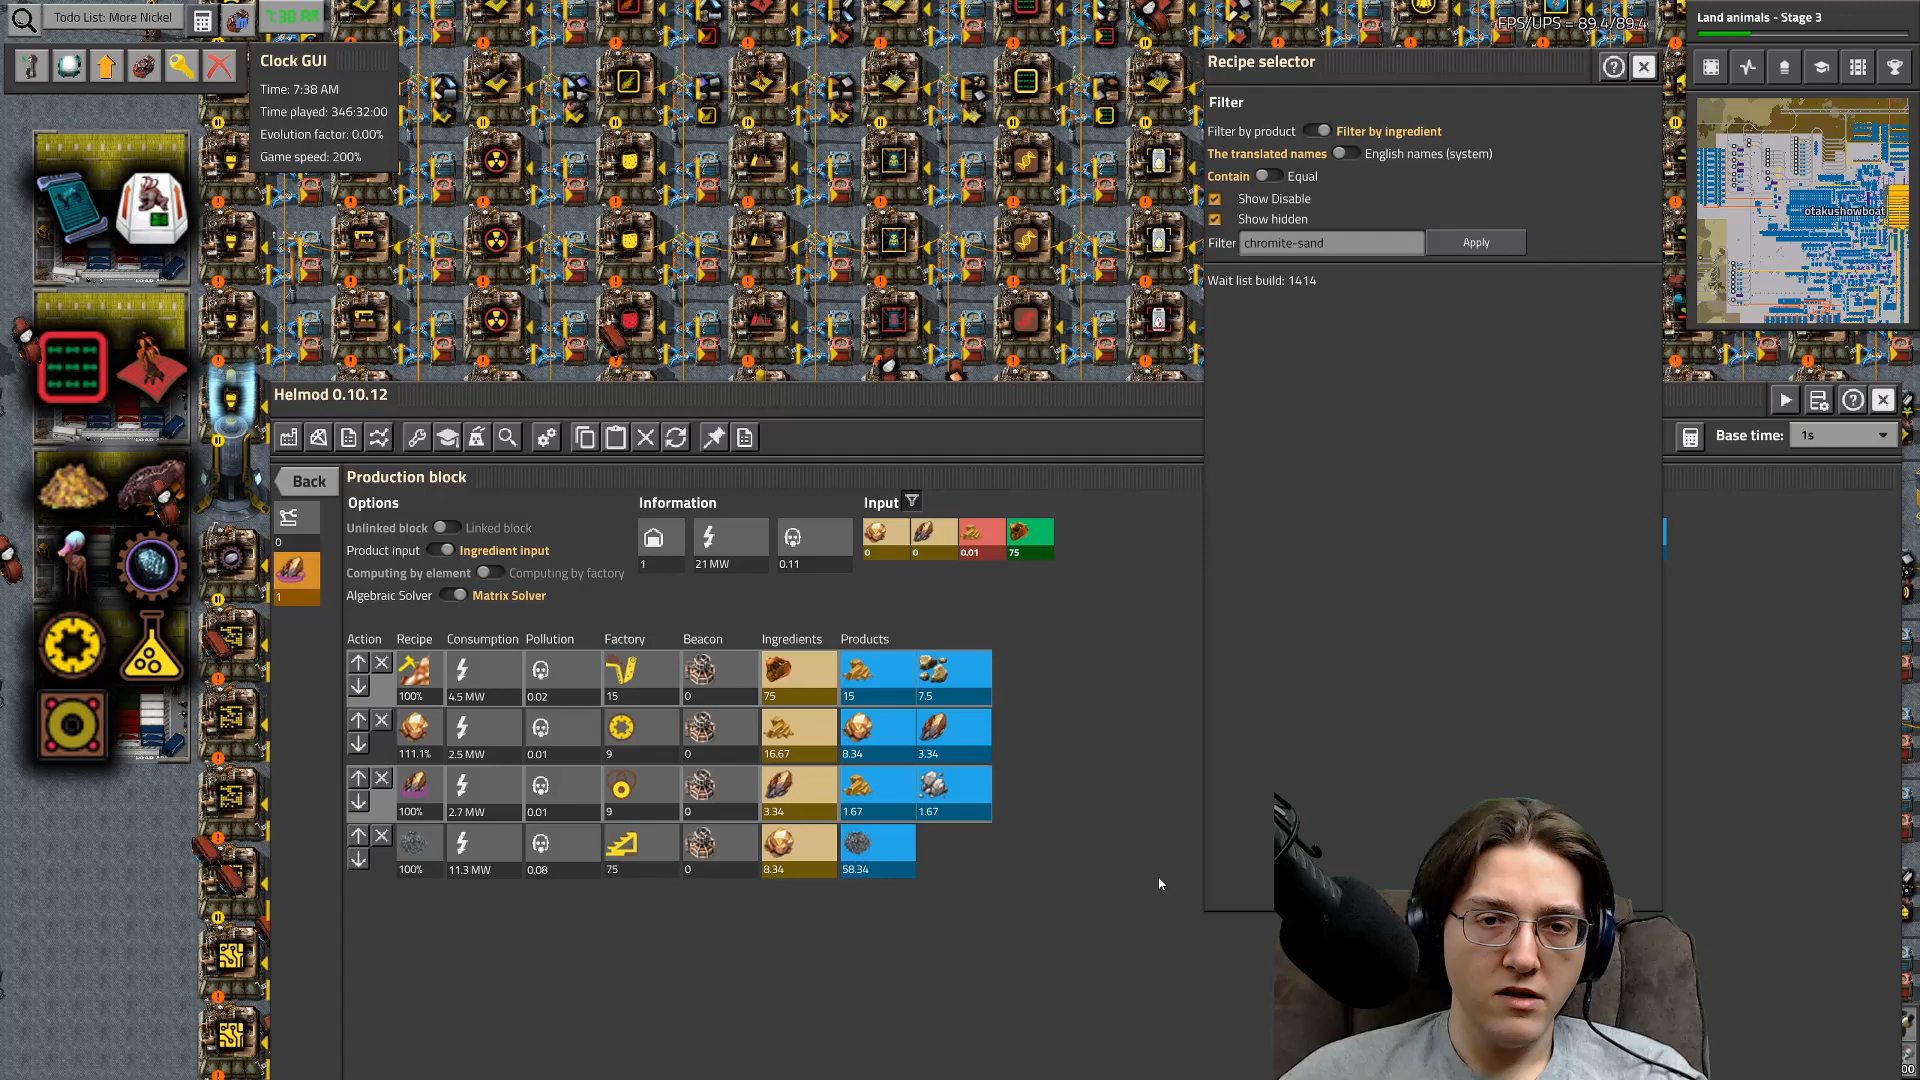 Todo List: More Nickel
7:38 AM
Clock GUI
Time: 7:38 AM
Time played: 346:32:00
Evolution factor: 0.00%
Game speed: 200%
FPS/UPS = 89.4/89.4
Land animals - Stage 3
otakushowboat
Recipe selector
Filter
Filter by product Filter by ingredient
The translated names English names (system)
Contain Equal
Show Disable
Show hidden
Filter chromite-sand Apply
Wait list build: 1414
Helmod 0.10.12
Base time: 1s
Back
Production block
Options
Unlinked block Linked block
Product input Ingredient input
Computing by element Computing by factory
Algebraic Solver Matrix Solver
Information
1 21 MW 0.11
Input
0 0 0.01 75
0
1
Action Recipe Consumption Pollution Factory Beacon Ingredients Products
100% 4.5 MW 0.02 15 0 75 15 7.5
111.1% 2.5 MW 0.01 9 0 16.67 8.34 3.34
100% 2.7 MW 0.01 9 0 3.34 1.67 1.67
100% 11.3 MW 0.08 75 0 8.34 58.34